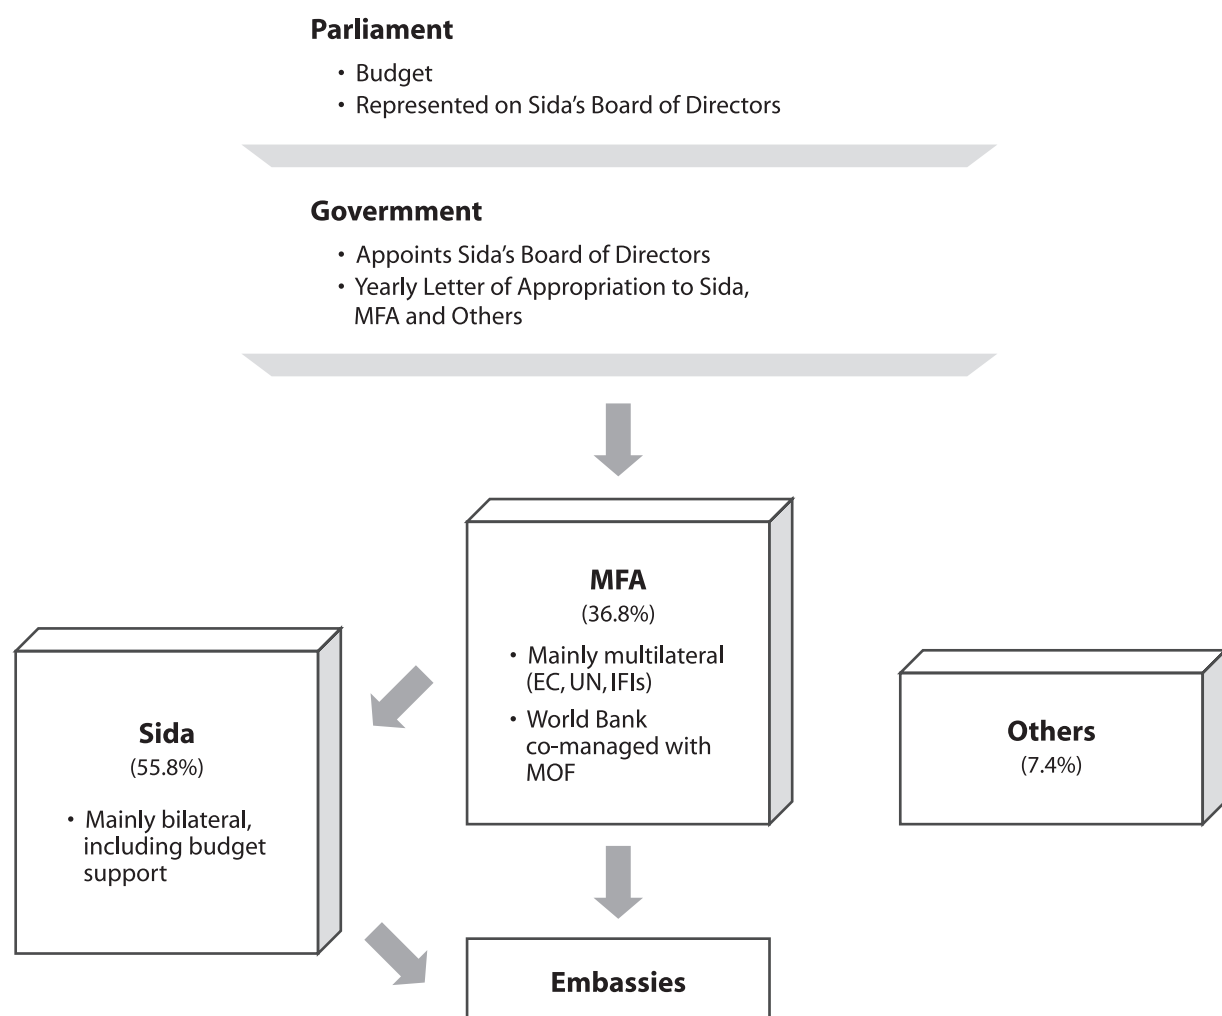 Parliament
• Budget
• Represented on Sida’s Board of Directors
Govermment
• Appoints Sida’s Board of Directors
• Yearly Letter of Appropriation to Sida,
MFA and Others
MFA
(36.8%)
• Mainly multilateral
(EC, UN, IFIs)
• World Bank
co-managed with
MOF
Sida
(55.8%)
• Mainly bilateral,
including budget
support
Others
(7.4%)
Embassies